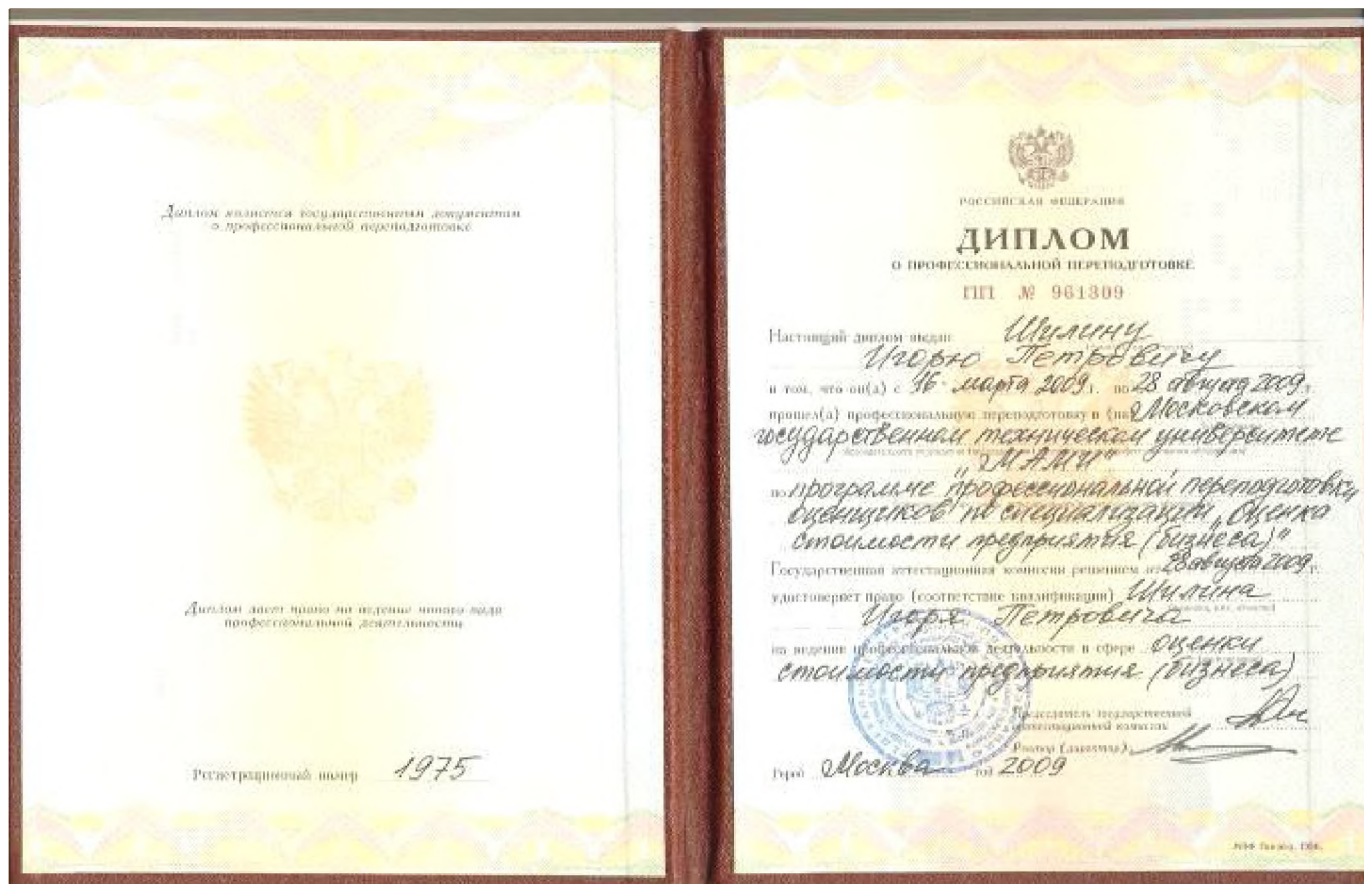 Диплом является государственным документом
о профессиональной переподготовке
Диплом дает право на ведение нового вида
профессиональной деятельности
Регистрационный номер 1975
РОССИЙСКАЯ ФЕДЕРАЦИЯ
ДИПЛОМ
О ПРОФЕССИОНАЛЬНОЙ ПЕРЕПОДГОТОВКЕ
ПП № 961309
Настоящий диплом выдан Шилину
Игорю Петровичу
в том, что он(а) с 16 марта 2009 г. по 28 августа 2009 г.
прошел(а) профессиональную переподготовку в (на) Московском
государственном техническом университете
„МАМИ"
по программе профессиональной переподготовки
оценщиков по специализации „Оценка
стоимости предприятия (бизнеса)"
Государственная аттестационная комиссия решением от 28 августа 2009 г.
удостоверяет право (соответствие квалификации) Шилина
Игоря Петровича
на ведение профессиональной деятельности в сфере оценки
стоимости предприятия (бизнеса)
Председатель государственной
аттестационной комиссии
Ректор (директор)
Город Москва год 2009